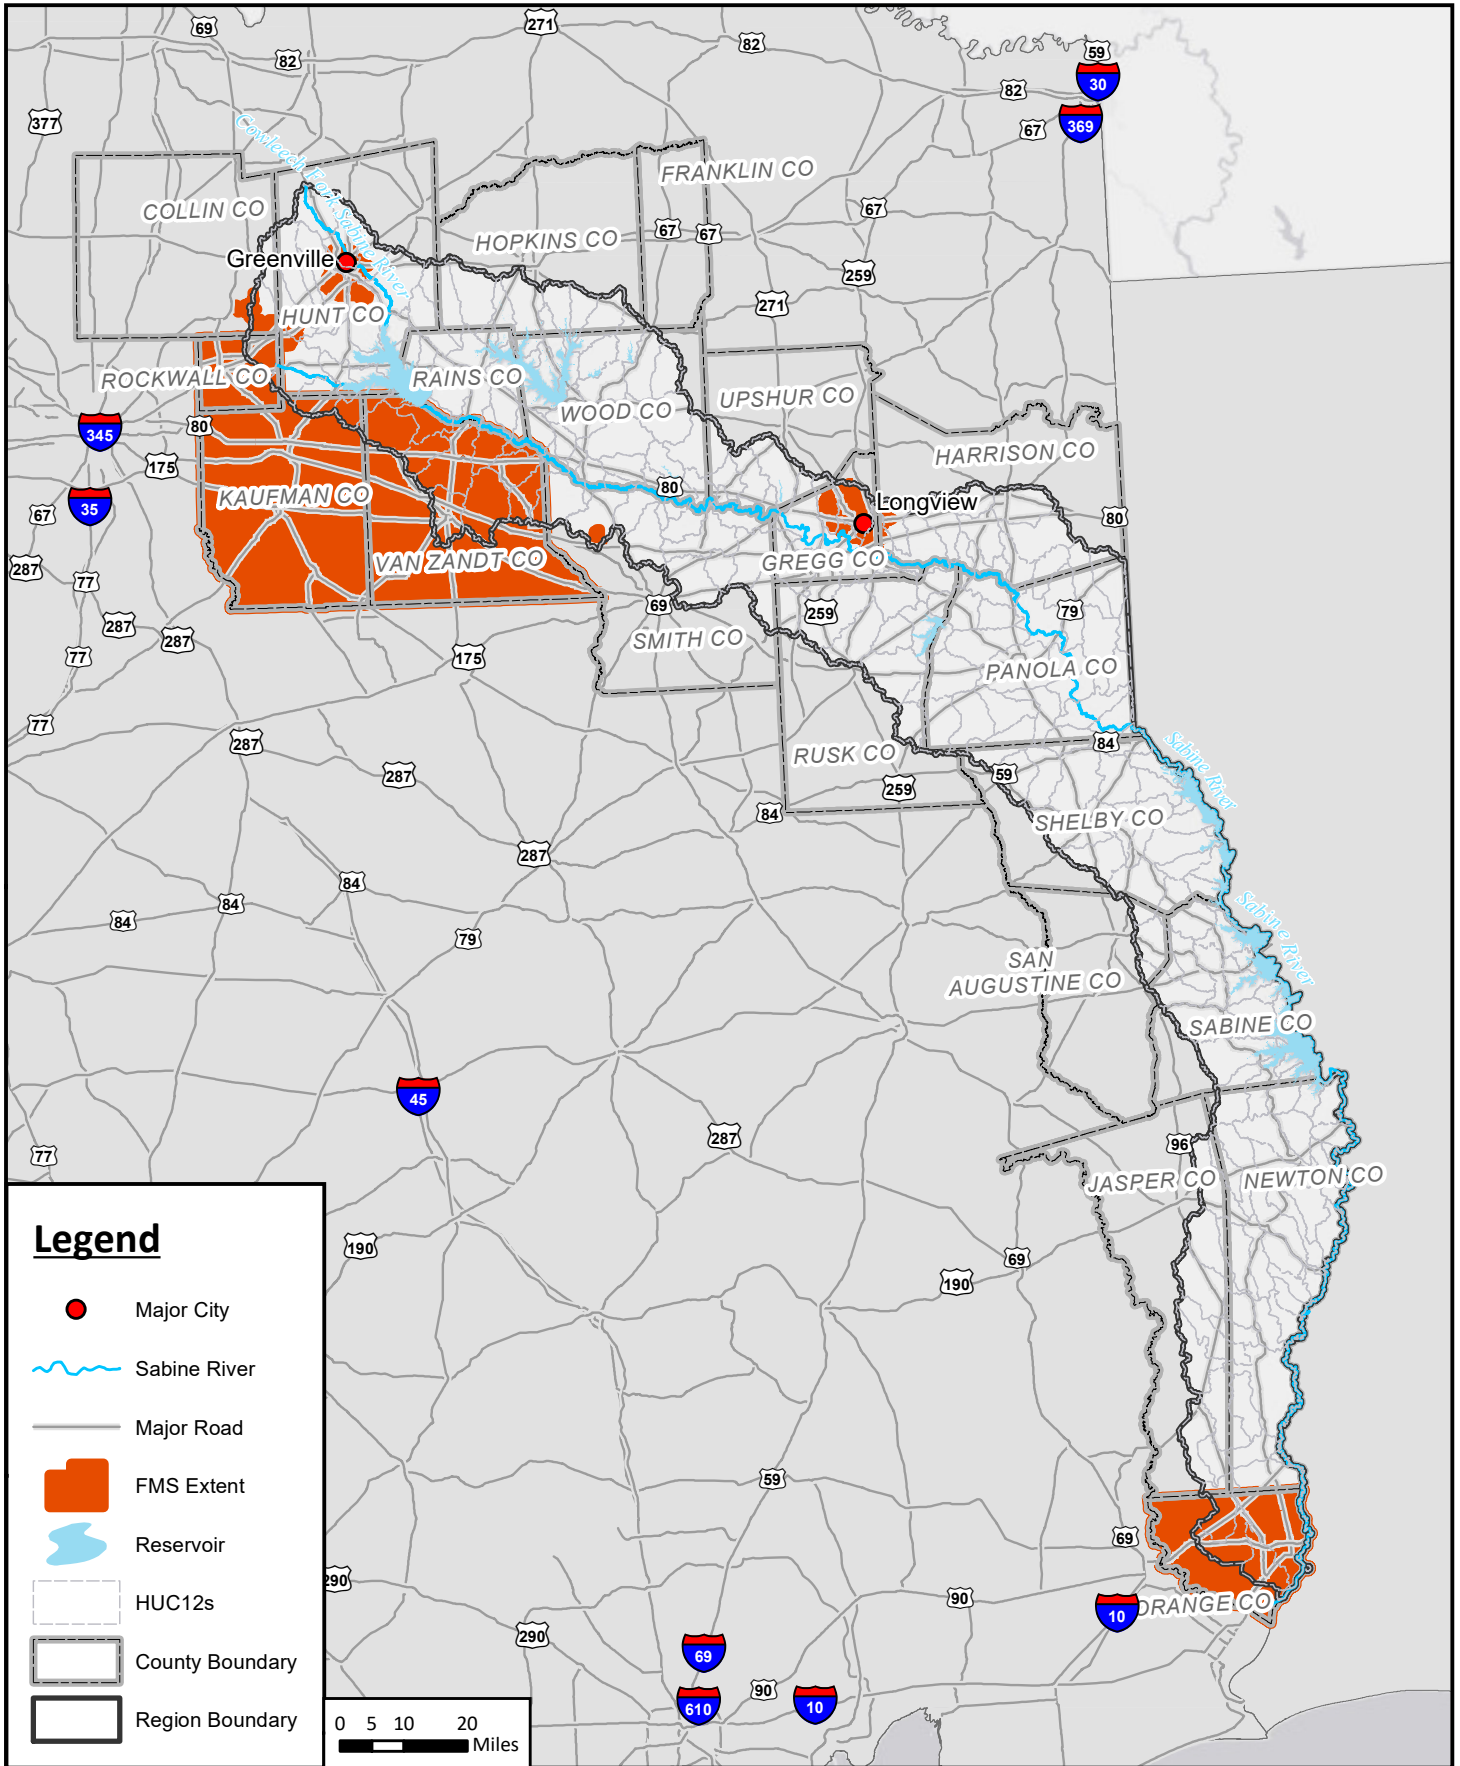 69
271
82
82
59
30
82
369
67
377
Cowleech Fork Sabine River
FRANKLIN CO
COLLIN CO
67
HOPKINS CO
67
67
Greenville
259
271
HUNT CO
ROCKWALL CO
RAINS CO
UPSHUR CO
WOOD CO
345
80
175
HARRISON CO
KAUFMAN CO
80
Longview
35
67
80
VAN ZANDT CO
GREGG CO
287
77
69
259
79
287
287
SMITH CO
77
175
PANOLA CO
77
287
84
Sabine River
RUSK CO
287
59
259
84
SHELBY CO
287
84
84
84
Sabine River
79
SAN
AUGUSTINE CO
SABINE CO
45
287
96
77
JASPER CO
NEWTON CO
190
69
190
59
69
290
90
10
ORANGE CO
290
69
90
610
10
Legend
Major City
Sabine River
Major Road
FMS Extent
Reservoir
HUC12s
County Boundary
Region Boundary
0 5 10 20
Miles